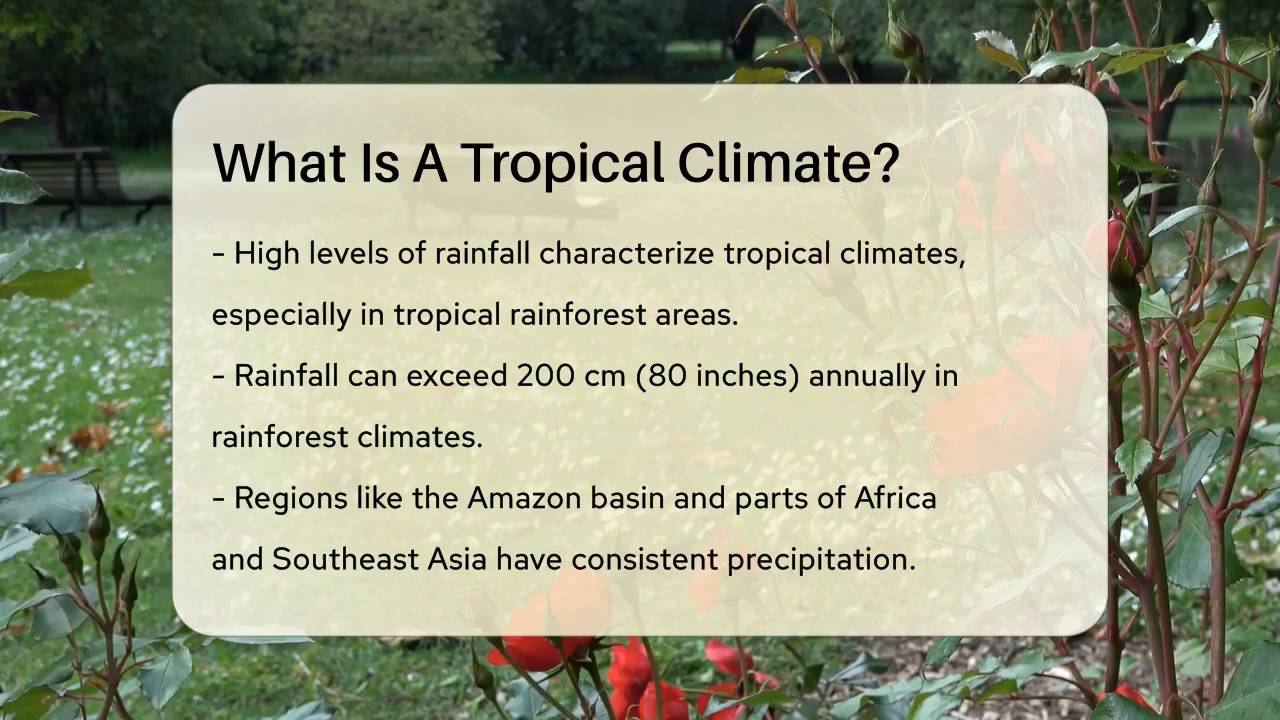 What Is A Tropical Climate?
– High levels of rainfall characterize tropical climates,
especially in tropical rainforest areas.
– Rainfall can exceed 200 cm (80 inches) annually in
rainforest climates.
– Regions like the Amazon basin and parts of Africa
and Southeast Asia have consistent precipitation.